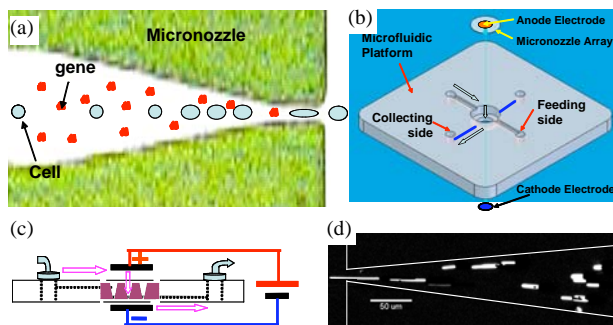 (a)
Micronozzle
gene
Cell
(b)
Anode Electrode
Micronozzle Array
Microfluidic
Platform
Feeding
side
Collecting
side
Cathode Electrode
(c)
+
−
(d)
50 um